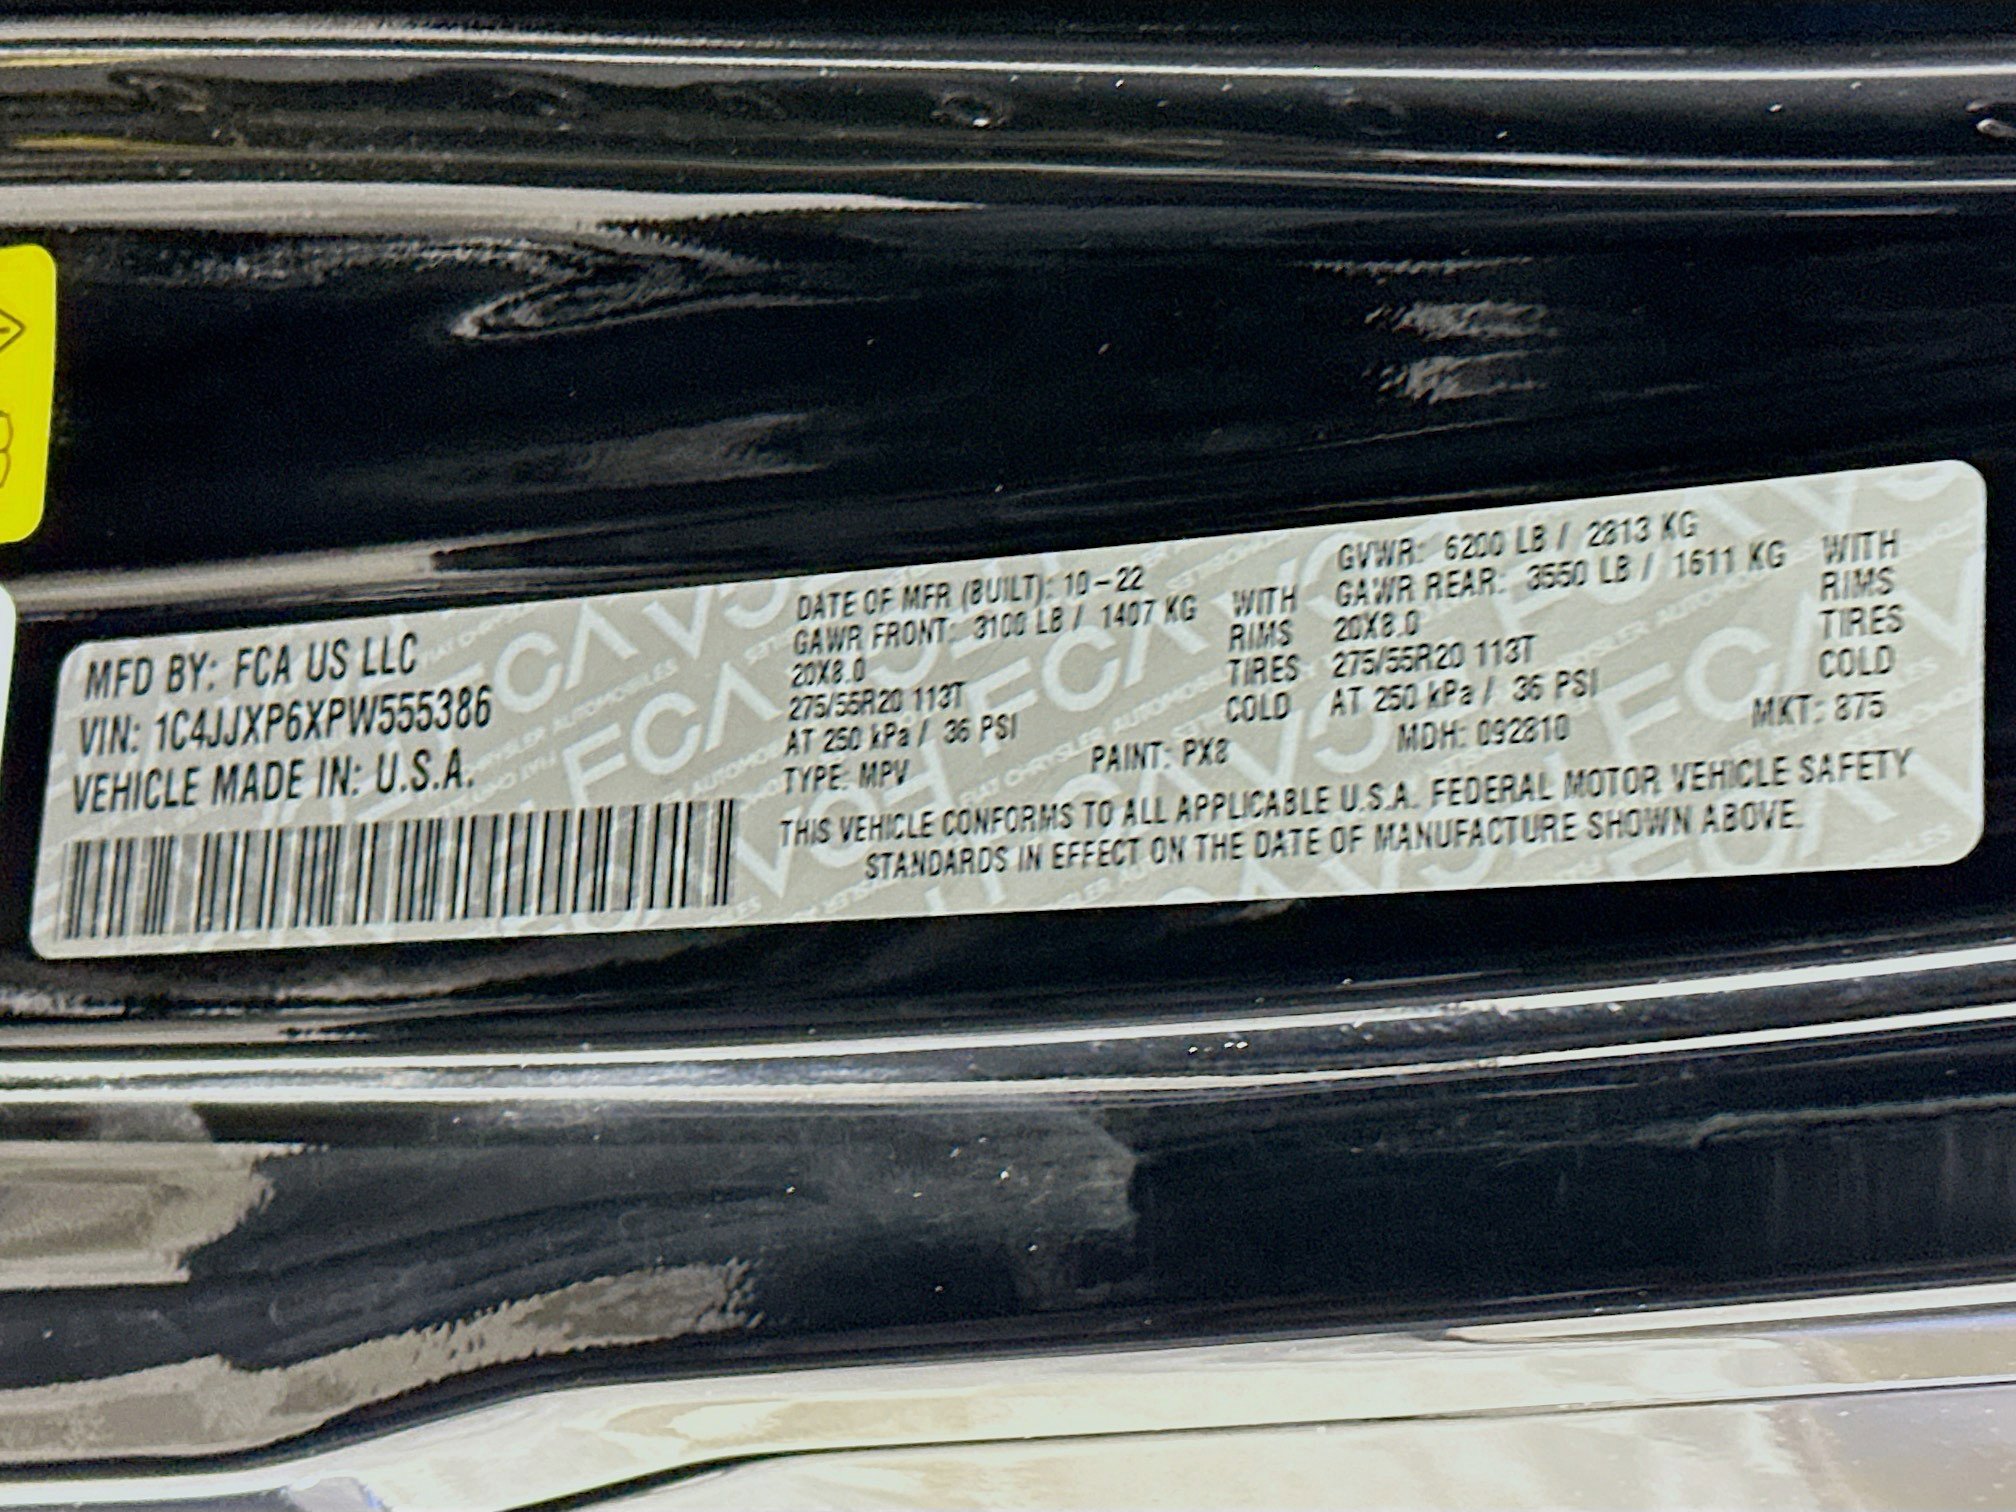 MFD BY: FCA US LLC
VIN: 1C4JJXP6XPW555386
VEHICLE MADE IN: U.S.A.
DATE OF MFR (BUILT): 10-22
GAWR FRONT: 3100 LB / 1407 KG WITH
20X8.0 RIMS
275/55R20 113T TIRES
AT 250 kPa / 36 PSI COLD
TYPE: MPV PAINT: PX8
GVWR: 6200 LB / 2813 KG
GAWR REAR: 3550 LB / 1611 KG WITH
20X8.0 RIMS
275/55R20 113T TIRES
AT 250 kPa / 36 PSI COLD
MDH: 092810 MKT: 875
THIS VEHICLE CONFORMS TO ALL APPLICABLE U.S.A. FEDERAL MOTOR VEHICLE SAFETY
STANDARDS IN EFFECT ON THE DATE OF MANUFACTURE SHOWN ABOVE.